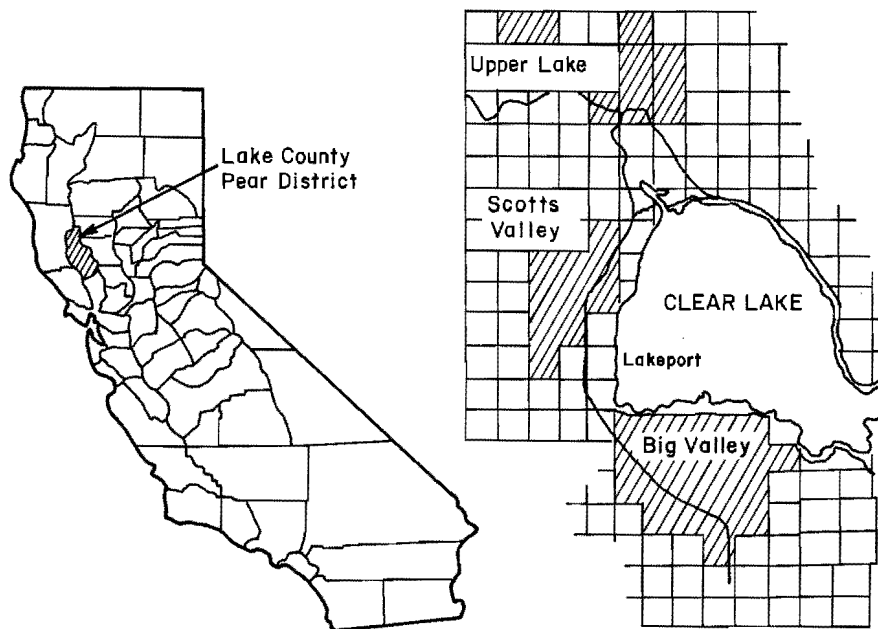 Lake County
Pear District
Upper Lake
Scotts
Valley
CLEAR LAKE
Lakeport
Big Valley